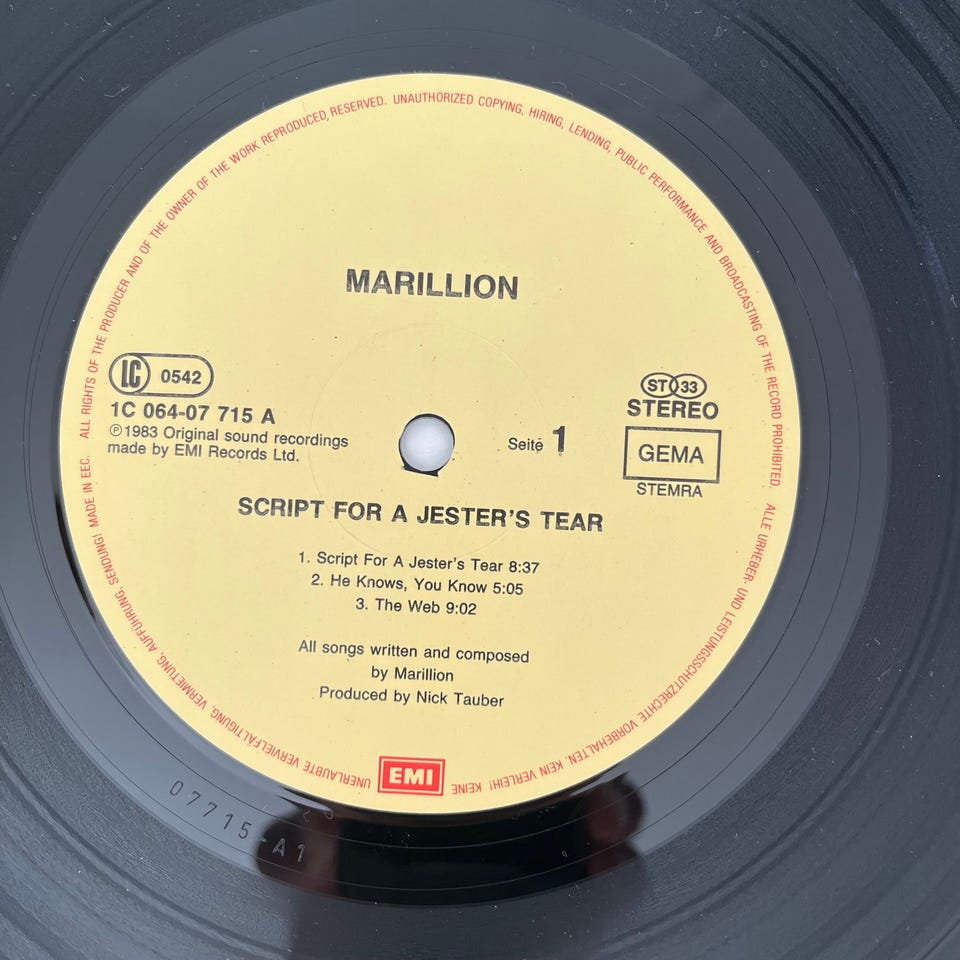 ALL RIGHTS OF THE PRODUCER AND OF THE OWNER OF THE WORK REPRODUCED, RESERVED. UNAUTHORIZED COPYING, HIRING, LENDING, PUBLIC PERFORMANCE AND BROADCASTING OF THE RECORD PROHIBITED.
MARILLION
LC 0542
1C 064-07 715 A
Ⓟ1983 Original sound recordings
made by EMI Records Ltd.
Seite 1
ST 33
STEREO
GEMA
STEMRA
SCRIPT FOR A JESTER'S TEAR
1. Script For A Jester's Tear 8:37
2. He Knows, You Know 5:05
3. The Web 9:02
All songs written and composed
by Marillion
Produced by Nick Tauber
EMI
ALLE URHEBER- UND LEISTUNGSSCHUTZRECHTE VORBEHALTEN. KEIN VERLEIH! KEINE UNERLAUBTE VERVIELFÄLTIGUNG, VERMIETUNG, AUFFÜHRUNG, SENDUNG! MADE IN EEC.
07715-A1